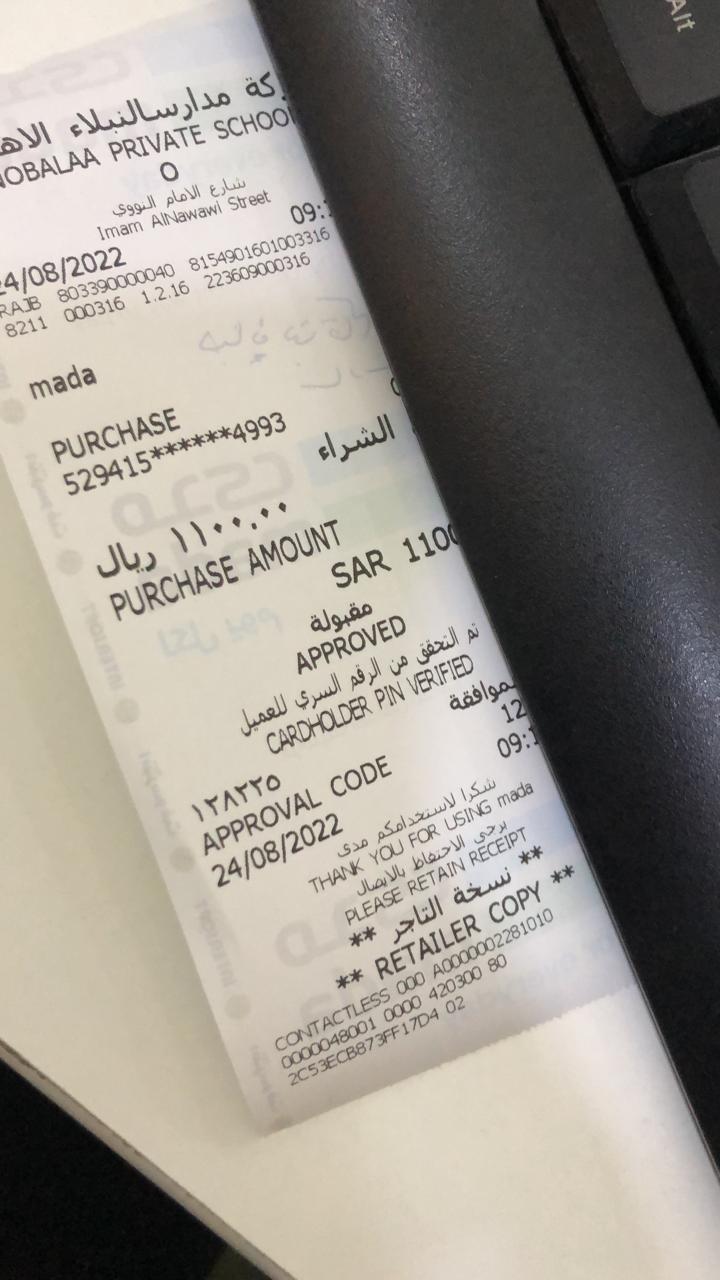 Alt
مدارس النبلاء
NOBALAA PRIVATE SCHOO
O
شارع الامام النووي
Imam AlNawawi Street
24/08/2022 09:
RAJB 803390000040 8154901601003316
8211 000316 1.2.16 223609000316
mada
PURCHASE الشراء
529415******4993
١١٠٠.٠٠ ريال
PURCHASE AMOUNT
SAR 110
مقبولة
APPROVED
تم التحقق من الرقم السري للعميل
CARDHOLDER PIN VERIFIED
١٢٨٢٢٥
APPROVAL CODE 12
24/08/2022 09:1
شكرا لاستخدامكم مدى
THANK YOU FOR USING mada
يرجى الاحتفاظ بالايصال
PLEASE RETAIN RECEIPT
** نسخة التاجر **
** RETAILER COPY **
CONTACTLESS 000 A0000002281010
0000048001 0000 420300 80
2C53ECB873FF17D4 02